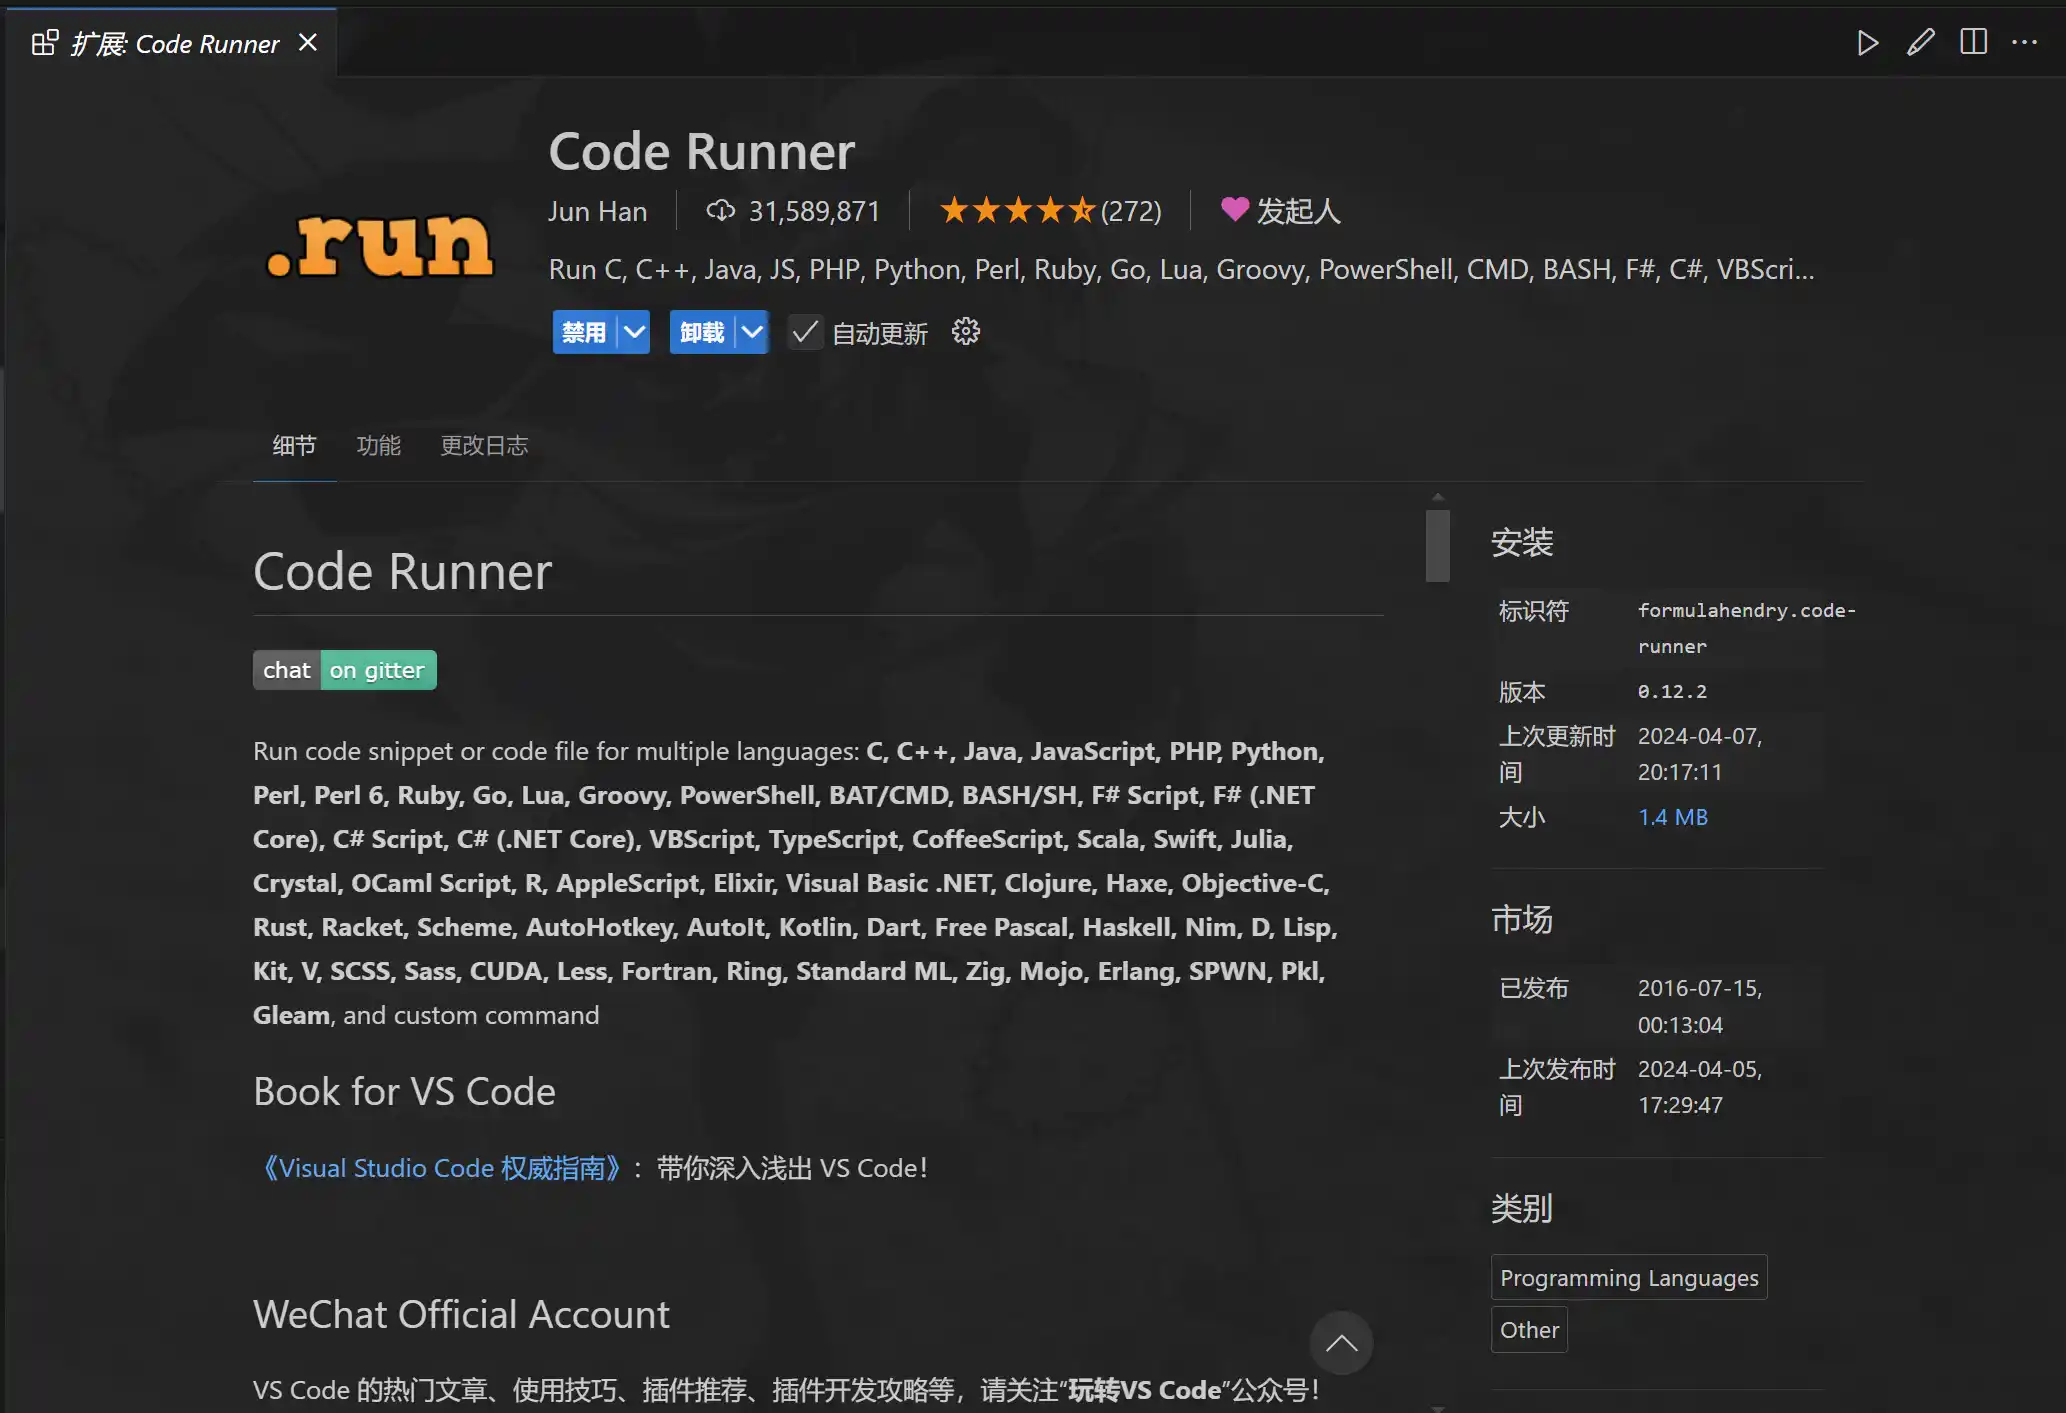 扩展: Code Runner
.run
Code Runner
Jun Han 31,589,871 (272) 发起人
Run C, C++, Java, JS, PHP, Python, Perl, Ruby, Go, Lua, Groovy, PowerShell, CMD, BASH, F#, C#, VBScri...
禁用 卸载 自动更新
细节 功能 更改日志
Code Runner
chat on gitter
Run code snippet or code file for multiple languages: C, C++, Java, JavaScript, PHP, Python,
Perl, Perl 6, Ruby, Go, Lua, Groovy, PowerShell, BAT/CMD, BASH/SH, F# Script, F# (.NET
Core), C# Script, C# (.NET Core), VBScript, TypeScript, CoffeeScript, Scala, Swift, Julia,
Crystal, OCaml Script, R, AppleScript, Elixir, Visual Basic .NET, Clojure, Haxe, Objective-C,
Rust, Racket, Scheme, AutoHotkey, AutoIt, Kotlin, Dart, Free Pascal, Haskell, Nim, D, Lisp,
Kit, V, SCSS, Sass, CUDA, Less, Fortran, Ring, Standard ML, Zig, Mojo, Erlang, SPWN, Pkl,
Gleam, and custom command
Book for VS Code
《Visual Studio Code 权威指南》：带你深入浅出 VS Code！
WeChat Official Account
VS Code 的热门文章、使用技巧、插件推荐、插件开发攻略等，请关注“玩转VS Code”公众号！
安装
标识符 formulahendry.code-
runner
版本 0.12.2
上次更新时 2024-04-07,
间 20:17:11
大小 1.4 MB
市场
已发布 2016-07-15,
00:13:04
上次发布时 2024-04-05,
间 17:29:47
类别
Programming Languages
Other